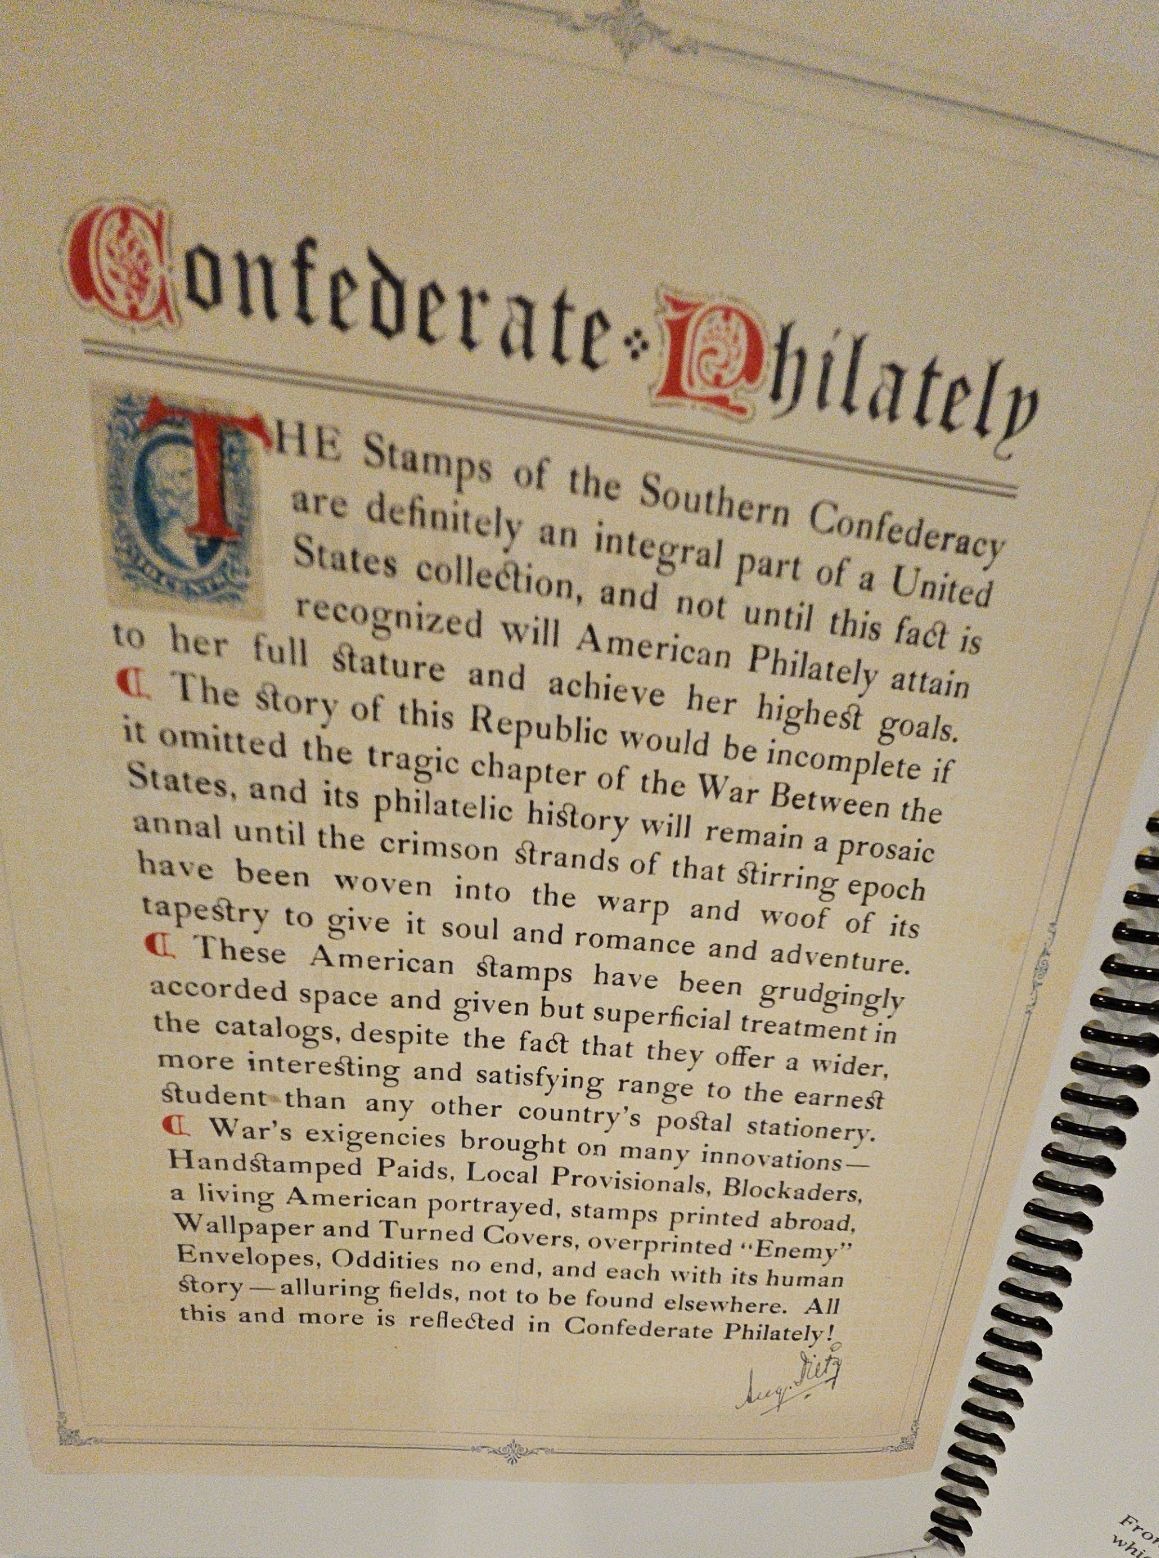 Confederate Philately
THE Stamps of the Southern Confederacy
are definitely an integral part of a United
States collection, and not until this fact is
recognized will American Philately attain
to her full stature and achieve her highest goals.
¶ The story of this Republic would be incomplete if
it omitted the tragic chapter of the War Between the
States, and its philatelic history will remain a prosaic
annal until the crimson strands of that stirring epoch
have been woven into the warp and woof of its
tapestry to give it soul and romance and adventure.
¶ These American stamps have been grudgingly
accorded space and given but superficial treatment in
the catalogs, despite the fact that they offer a wider,
more interesting and satisfying range to the earnest
student than any other country's postal stationery.
¶ War's exigencies brought on many innovations—
Handstamped Paids, Local Provisionals, Blockaders,
a living American portrayed, stamps printed abroad,
Wallpaper and Turned Covers, overprinted “Enemy”
Envelopes, Oddities no end, and each with its human
story—alluring fields, not to be found elsewhere. All
this and more is reflected in Confederate Philately!
Aug. Dietz